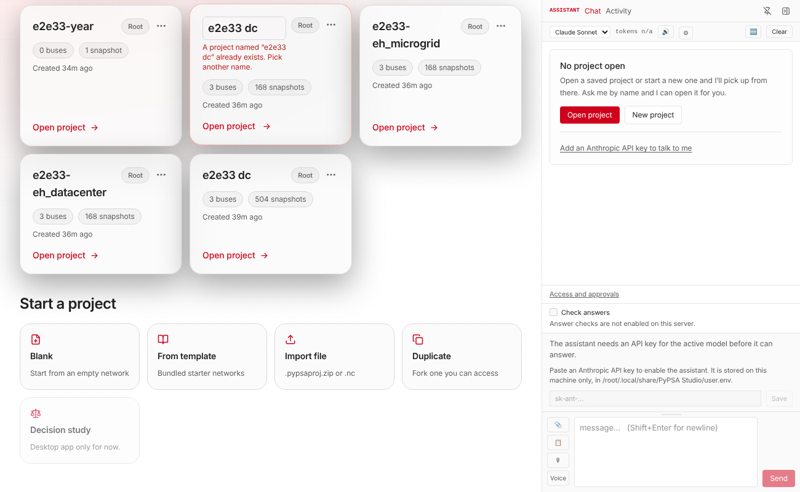 e2e33-year
Root
0 buses
1 snapshot
Created 34m ago
Open project →
e2e33 dc
Root
A project named "e2e33
dc" already exists. Pick
another name.
3 buses
168 snapshots
Created 36m ago
Open project →
e2e33-
eh_microgrid
Root
3 buses
168 snapshots
Created 36m ago
Open project →
e2e33-
eh_datacenter
Root
3 buses
168 snapshots
Created 36m ago
Open project →
e2e33 dc
Root
3 buses
504 snapshots
Created 39m ago
Open project →
Start a project
Blank
Start from an empty network
From template
Bundled starter networks
Import file
.pypsaproj.zip or .nc
Duplicate
Fork one you can access
Decision study
Desktop app only for now.
ASSISTANT Chat Activity
Claude Sonnet
tokens n/a
Clear
No project open
Open a saved project or start a new one and I'll pick up from
there. Ask me by name and I can open it for you.
Open project
New project
Add an Anthropic API key to talk to me
Access and approvals
Check answers
Answer checks are not enabled on this server.
The assistant needs an API key for the active model before it can
answer.
Paste an Anthropic API key to enable the assistant. It is stored on this
machine only, in /root/.local/share/PyPSA Studio/user.env.
sk-ant-...
Save
message... (Shift+Enter for newline)
Voice
Send